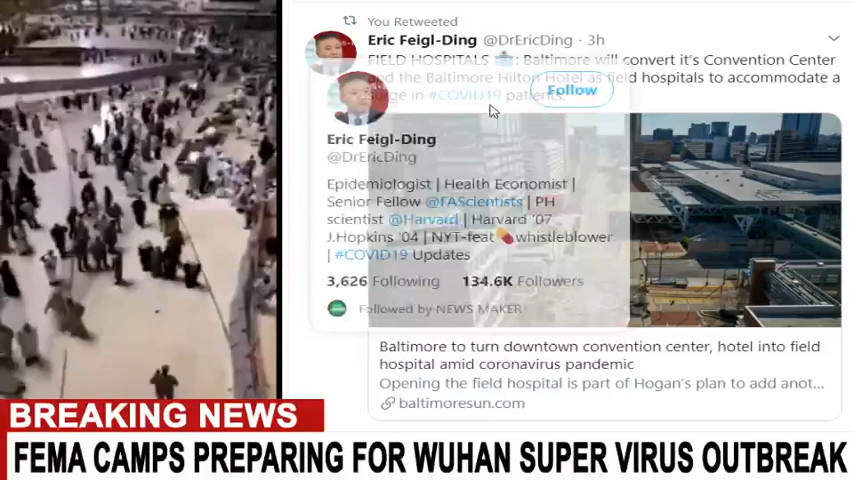 You Retweeted
Eric Feigl-Ding @DrEricDing · 3h
FIELD HOSPITALS : Baltimore will convert it's Convention Center
and the Baltimore Hilton Hotel as field hospitals to accommodate a
surge in #COVID19 patients.
Follow
Eric Feigl-Ding
@DrEricDing
Epidemiologist | Health Economist |
Senior Fellow @FAScientists | PH
scientist @Harvard | Harvard '07
J.Hopkins '04 | NYT-feat 💊whistleblower
| #COVID19 Updates
3,626 Following 134.6K Followers
Followed by NEWS MAKER
Baltimore to turn downtown convention center, hotel into field
hospital amid coronavirus pandemic
Opening the field hospital is part of Hogan's plan to add anot...
baltimoresun.com
BREAKING NEWS
FEMA CAMPS PREPARING FOR WUHAN SUPER VIRUS OUTBREAK